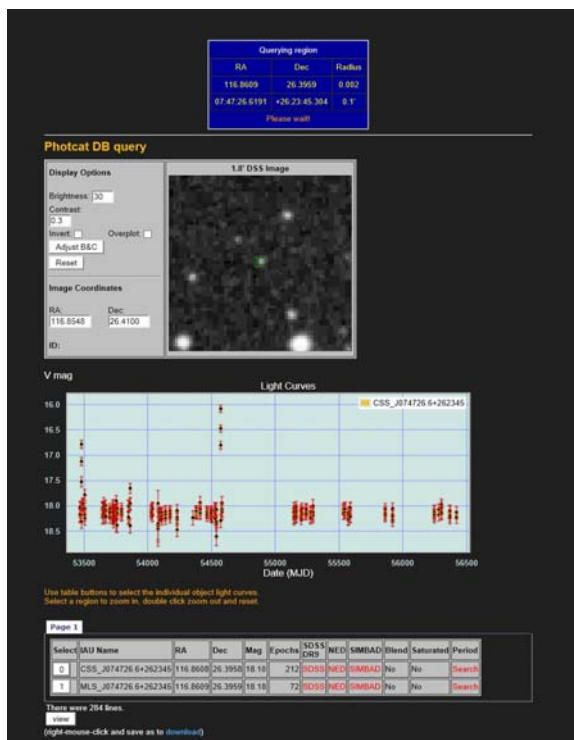 Querying region
RA Dec Radius
116.8609 26.3959 0.002
07:47:26.6191 +26:23:45.304 0.1'
Please wait!
Photcat DB query
Display Options
1.8' DSS Image
Brightness: 30
Contrast:
0.3
Invert: Overplot:
Adjust B&C
Reset
Image Coordinates
RA: Dec:
116.8548 26.4100
ID:
V mag
Light Curves
CSS_J074726.6+262345
16.0
16.5
17.0
17.5
18.0
18.5
53500 54000 54500 55000 55500 56000 56500
Date (MJD)
Use table buttons to select the individual object light curves.
Select a region to zoom in, double click zoom out and reset.
Page 1
Select IAU Name RA Dec Mag Epochs SDSS DR9 NED SIMBAD Blend Saturated Period
0 CSS_J074726.6+262345 116.8608 26.3958 18.10 212 SDSS NED SIMBAD No No Search
1 MLS_J074726.6+262345 116.8609 26.3959 18.18 72 SDSS NED SIMBAD No No Search
There were 284 lines.
view
(right-mouse-click and save as to download)